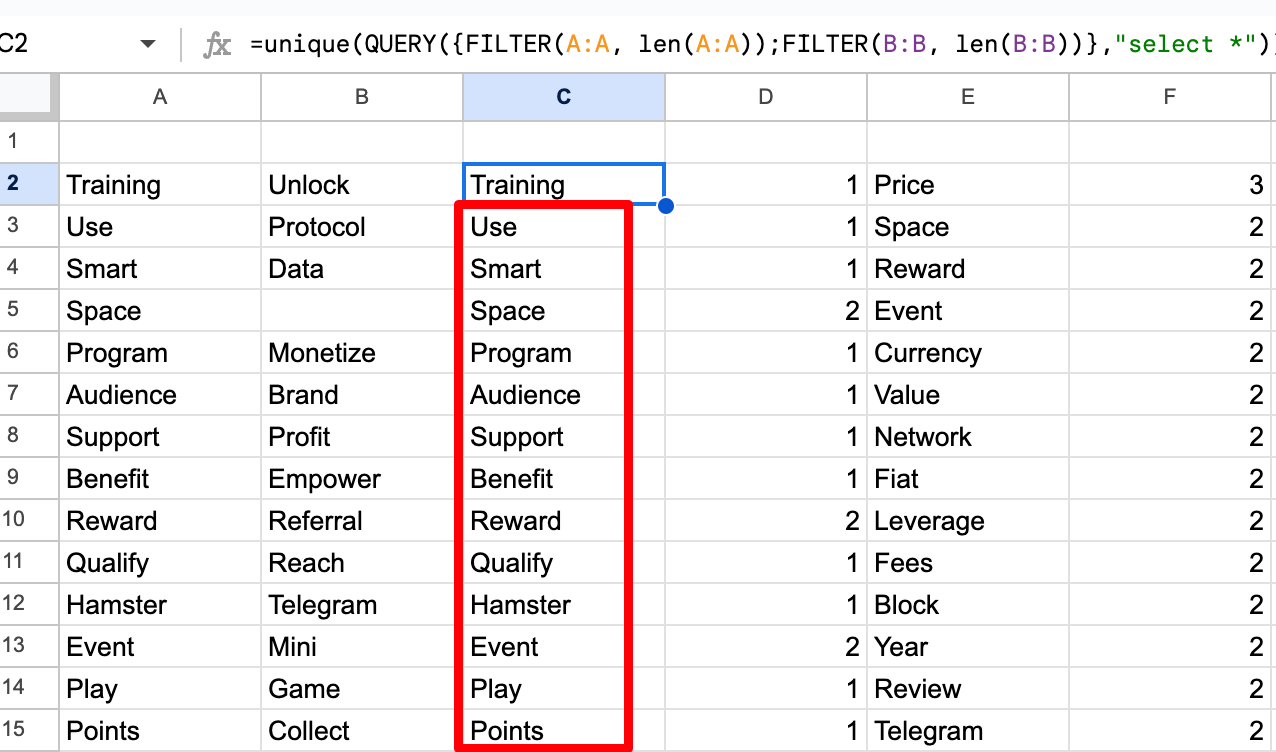 C2 fx =unique(QUERY({FILTER(A:A, len(A:A));FILTER(B:B, len(B:B))},"select *")
A B C D E F
1
2 Training Unlock Training 1 Price 3
3 Use Protocol Use 1 Space 2
4 Smart Data Smart 1 Reward 2
5 Space Space 2 Event 2
6 Program Monetize Program 1 Currency 2
7 Audience Brand Audience 1 Value 2
8 Support Profit Support 1 Network 2
9 Benefit Empower Benefit 1 Fiat 2
10 Reward Referral Reward 2 Leverage 2
11 Qualify Reach Qualify 1 Fees 2
12 Hamster Telegram Hamster 1 Block 2
13 Event Mini Event 2 Year 2
14 Play Game Play 1 Review 2
15 Points Collect Points 1 Telegram 2